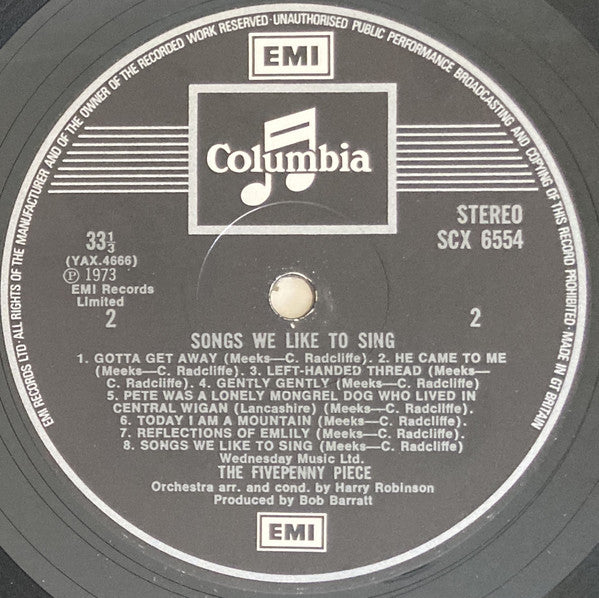 EMI RECORDS LTD·ALL RIGHTS OF THE MANUFACTURER AND OF THE OWNER OF THE RECORDED WORK RESERVED·UNAUTHORISED PUBLIC PERFORMANCE BROADCASTING AND COPYING OF THIS RECORD PROHIBITED·MADE IN GT BRITAIN
EMI
Columbia
STEREO
SCX 6554
33⅓
(YAX.4666)
℗ 1973
EMI Records
Limited
2
2
SONGS WE LIKE TO SING
1. GOTTA GET AWAY (Meeks—C. Radcliffe). 2. HE CAME TO ME
(Meeks—C. Radcliffe). 3. LEFT-HANDED THREAD (Meeks—
C. Radcliffe). 4. GENTLY GENTLY (Meeks—C. Radcliffe)
5. PETE WAS A LONELY MONGREL DOG WHO LIVED IN
CENTRAL WIGAN (Lancashire) (Meeks—C. Radcliffe).
6. TODAY I AM A MOUNTAIN (Meeks—C. Radcliffe).
7. REFLECTIONS OF EMLILY (Meeks—C. Radcliffe).
8. SONGS WE LIKE TO SING (Meeks—C. Radcliffe)
Wednesday Music Ltd.
THE FIVEPENNY PIECE
Orchestra arr. and cond. by Harry Robinson
Produced by Bob Barratt
EMI